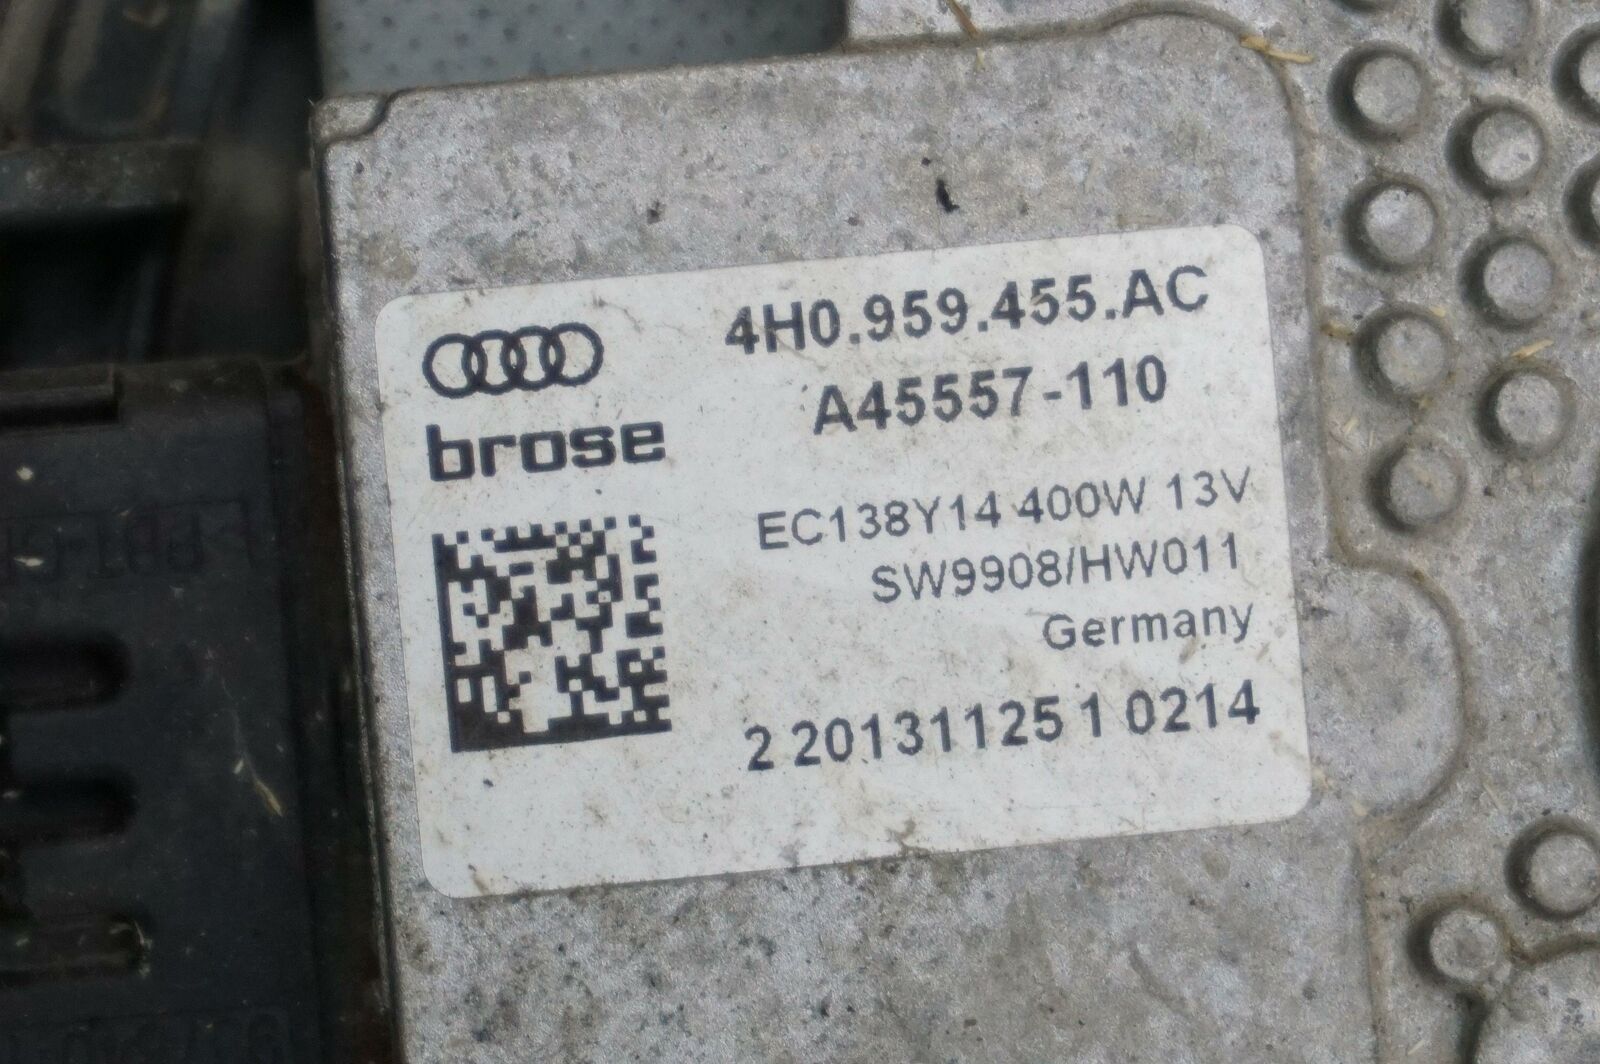 4H0.959.455.AC
A45557-110
brose
EC138Y14 400W 13V
SW9908/HW011
Germany
2 20131125 1 0214